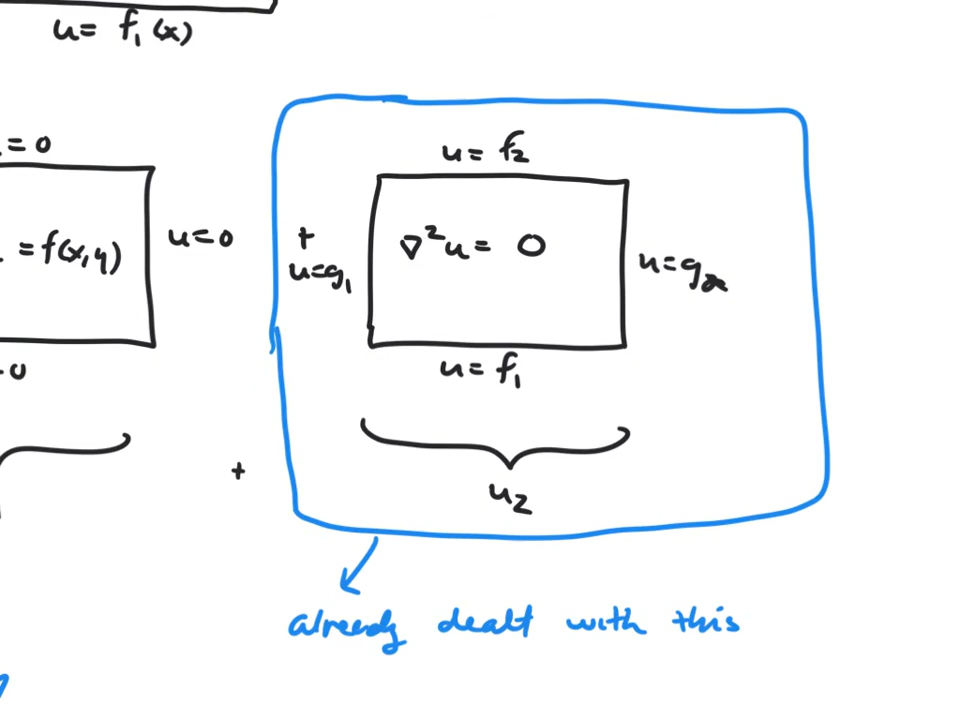 u= f₁(x)
=0
=f(x,y)
u=0
+
u=g₁
u= f₂
∇²u= 0
u=g₂
u= f₁
u₂
+
already dealt with this